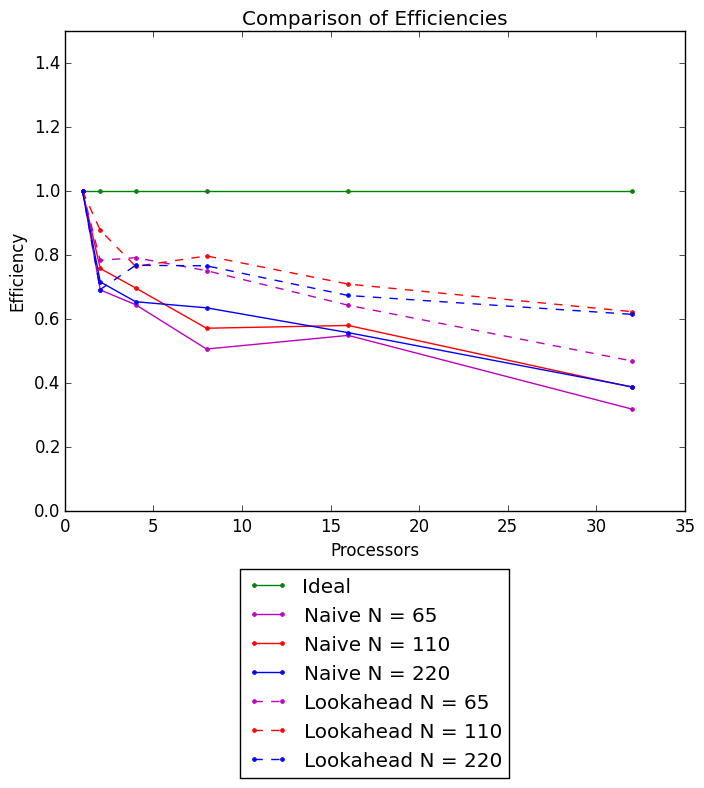 Comparison of Efficiencies
1.4
1.2
1.0
0.8
0.6
0.4
0.2
0.0
Efficiency
0 5 10 15 20 25 30 35
Processors
Ideal
Naive N = 65
Naive N = 110
Naive N = 220
Lookahead N = 65
Lookahead N = 110
Lookahead N = 220